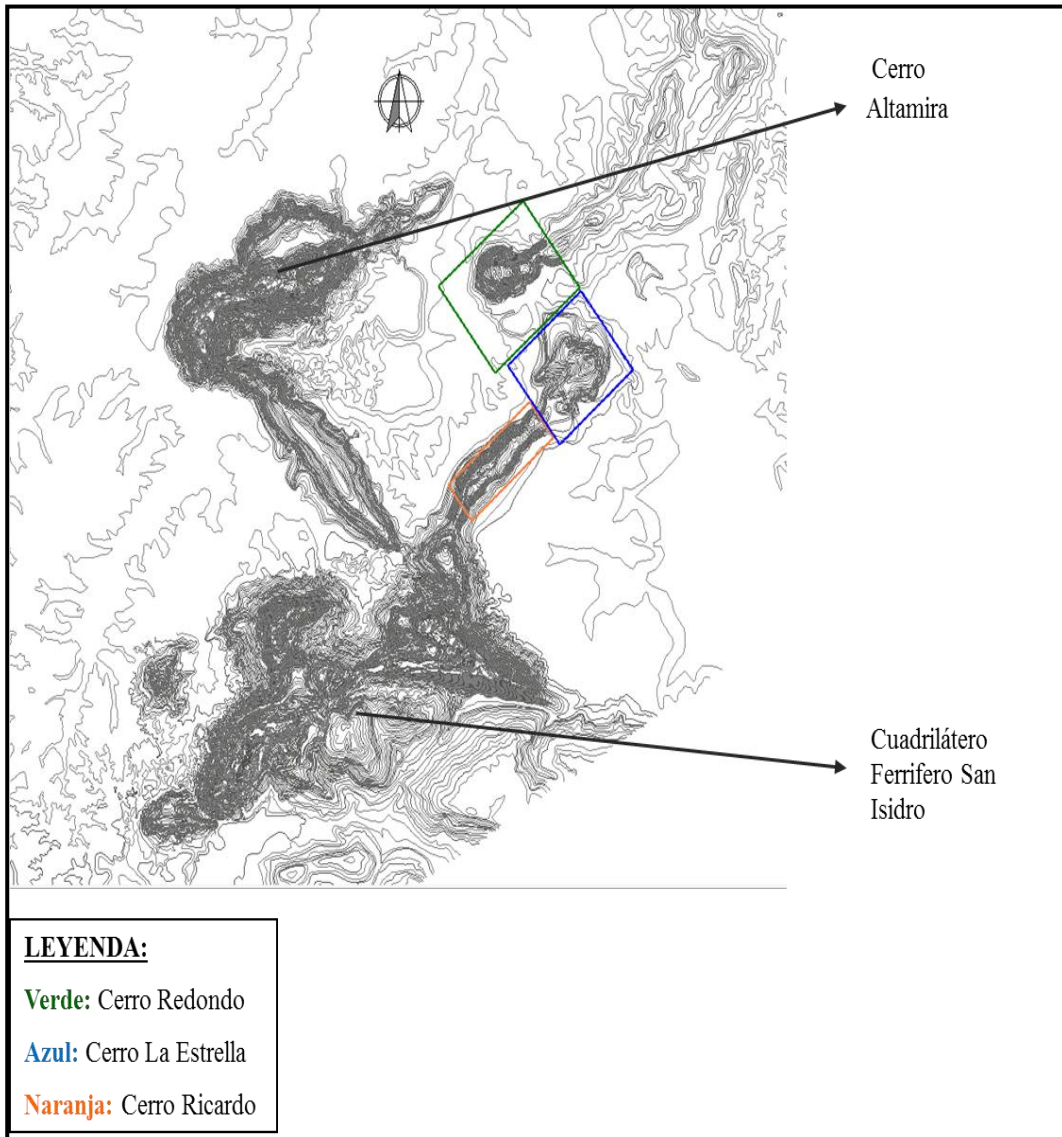 Cerro
Altamira
Cuadrilátero
Ferrifero San
Isidro
LEYENDA:
Verde: Cerro Redondo
Azul: Cerro La Estrella
Naranja: Cerro Ricardo